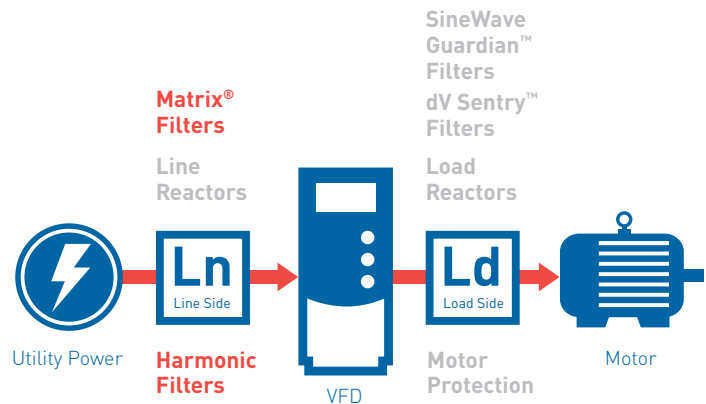 SineWave
Guardian™
Filters
Matrix®
Filters
dV Sentry™
Filters
Line
Reactors
Load
Reactors
Ln
Line Side
Ld
Load Side
Utility Power
Harmonic
Filters
VFD
Motor
Protection
Motor